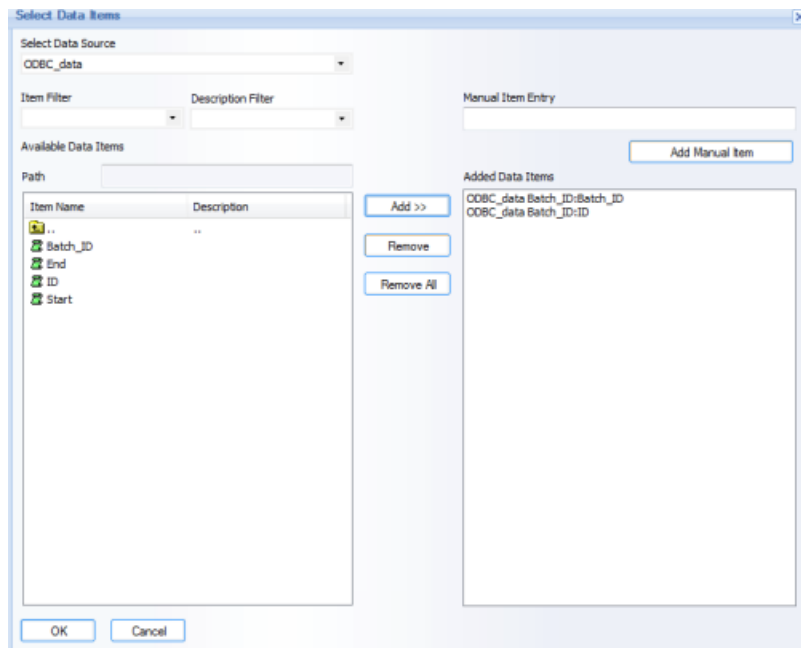 Select Data Items
Select Data Source
ODBC_data
Item Filter
Description Filter
Manual Item Entry
Available Data Items
Add Manual Item
Path
Added Data Items
Item Name
Description
Add >>
ODBC_data Batch_ID:Batch_ID
ODBC_data Batch_ID:ID
..
..
Batch_ID
Remove
End
ID
Remove All
Start
OK
Cancel